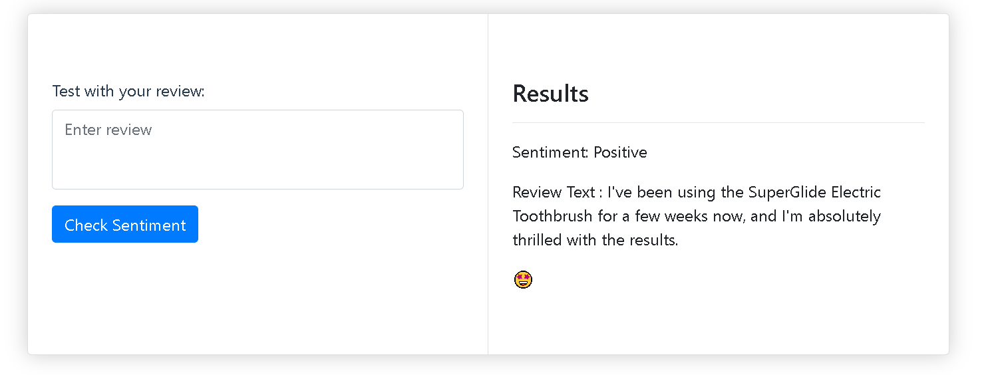 Test with your review:
Enter review
Check Sentiment
Results
Sentiment: Positive
Review Text : I've been using the SuperGlide Electric
Toothbrush for a few weeks now, and I'm absolutely
thrilled with the results.